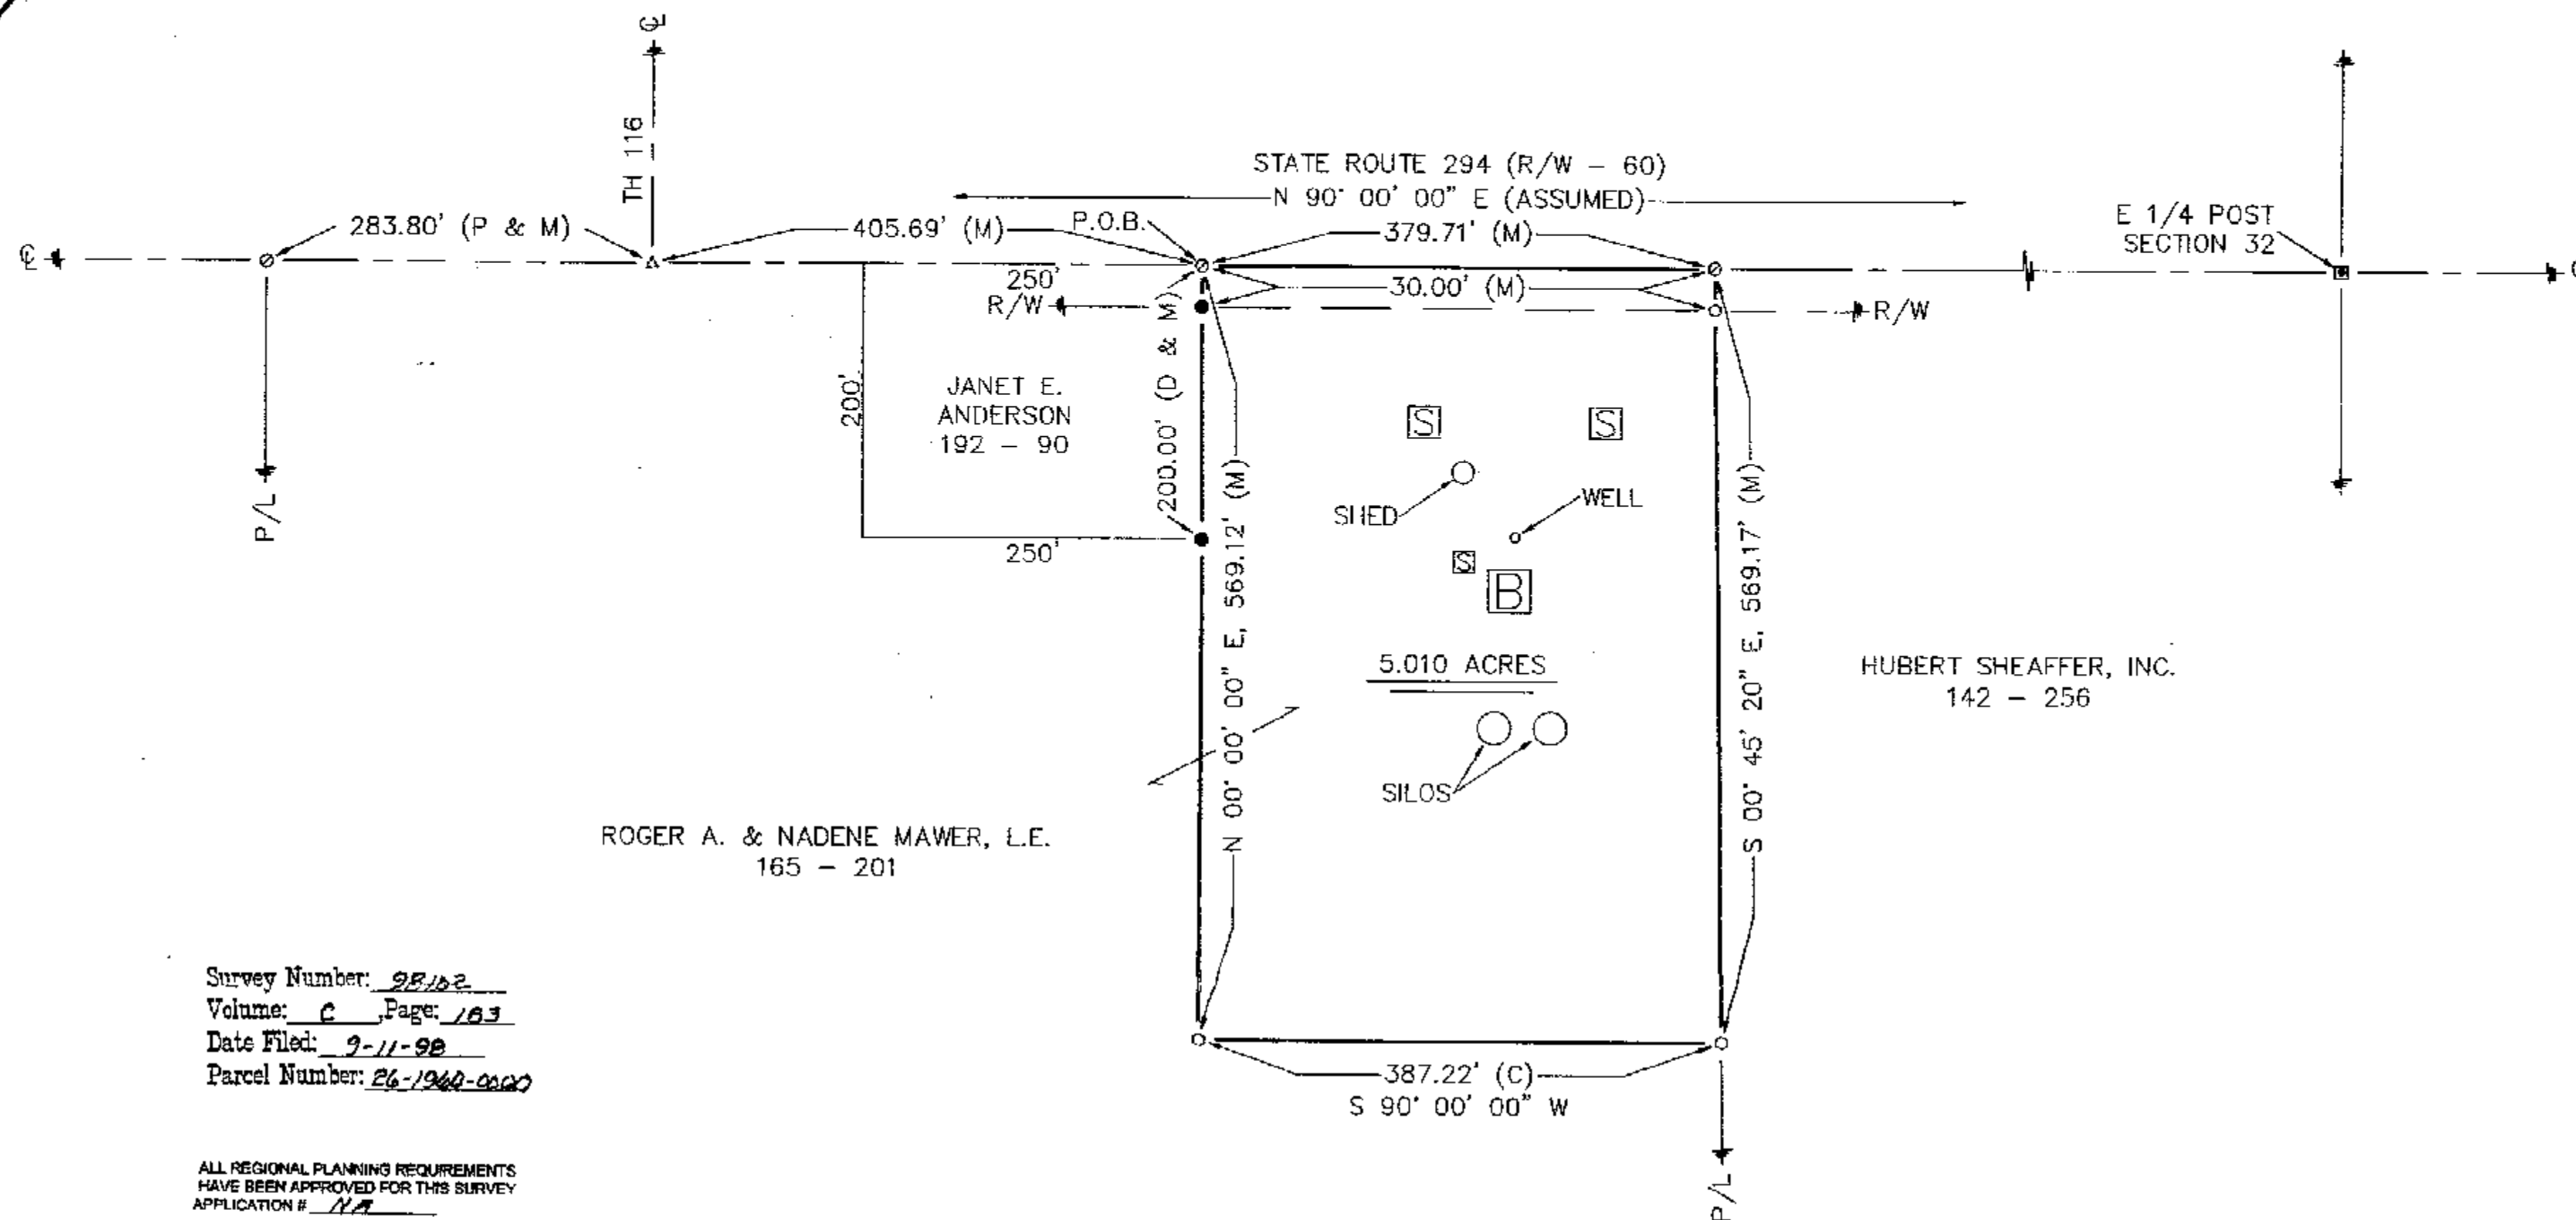 ℄
TH 116
STATE ROUTE 294 (R/W - 60)
N 90° 00' 00" E (ASSUMED)
283.80' (P & M)
405.69' (M)
P.O.B.
379.71' (M)
E 1/4 POST
SECTION 32
℄
250'
30.00' (M)
R/W
R/W
P/L
200'
JANET E.
ANDERSON
192 - 90
200.00' (D & M)
250'
S
S
SHED
WELL
S
B
N 00° 00' 00" E, 569.12' (M)
S 00° 45' 20" E, 569.17' (M)
5.010 ACRES
HUBERT SHEAFFER, INC.
142 - 256
SILOS
ROGER A. & NADENE MAWER, L.E.
165 - 201
387.22' (C)
S 90° 00' 00" W
P/L
Survey Number:
Volume: C ,Page: 183
Date Filed: 9-11-98
Parcel Number:
ALL REGIONAL PLANNING REQUIREMENTS
HAVE BEEN APPROVED FOR THIS SURVEY
APPLICATION # NA